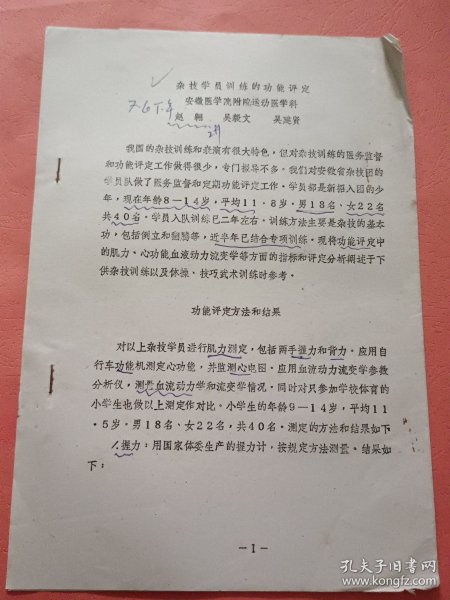 杂技学员训练的功能评定
安徽医学院附院运动医学科
赵翱 吴毅文 吴建贤
我国的杂技训练和表演有很大特色，但对杂技训练的医务监督
和功能评定工作做得很少，专门报导不多。我们对安徽省杂技团的
学员队做了医务监督和定期功能评定工作。学员都是新招入团的少
年，现在年龄8—14岁，平均11·8岁，男18名、女22名
共40名。学员入队训练已二年左右。训练方法主要是杂技的基本
功，包括倒立和翻腾等，近半年已结合专项训练。现将功能评定中
的肌力、心功能血液动力流变学等方面的指标和评定分析阐述于下
供杂技训练以及体操、技巧武术训练时参考。
功能评定方法和结果
对以上杂技学员进行肌力测定，包括两手握力和背力。应用自
行车功能机测定心功能，并监测心电图。应用血流动力流变学参数
分析仪，测量血流动力学和流变学情况。同时对只参加学校体育的
小学生也做以上测定作对比。小学生的年龄9—14岁，平均11
·5岁。男18名、女22名，共40名。测定的方法和结果如下
1.握力：用国家体委生产的握力计，按规定方法测量。结果如
下：
—1—
孔夫子旧书网
www.kongfz.com